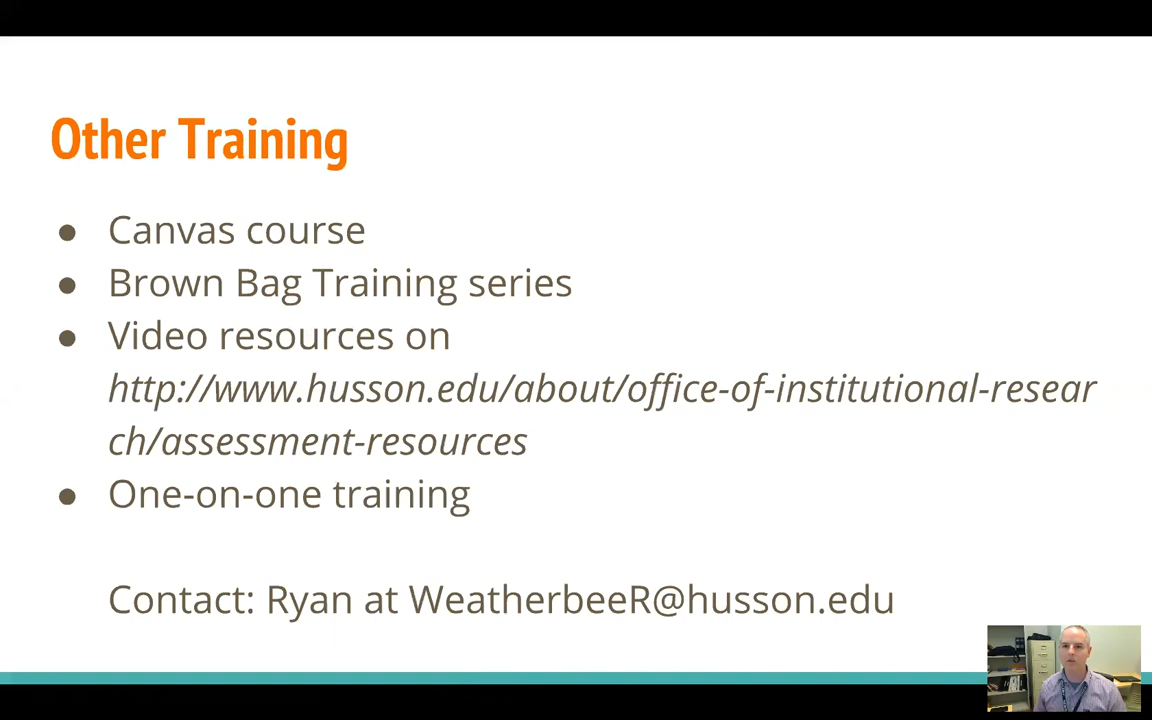 Other Training
● Canvas course
● Brown Bag Training series
● Video resources on
http://www.husson.edu/about/office-of-institutional-resear
ch/assessment-resources
● One-on-one training
Contact: Ryan at WeatherbeeR@husson.edu